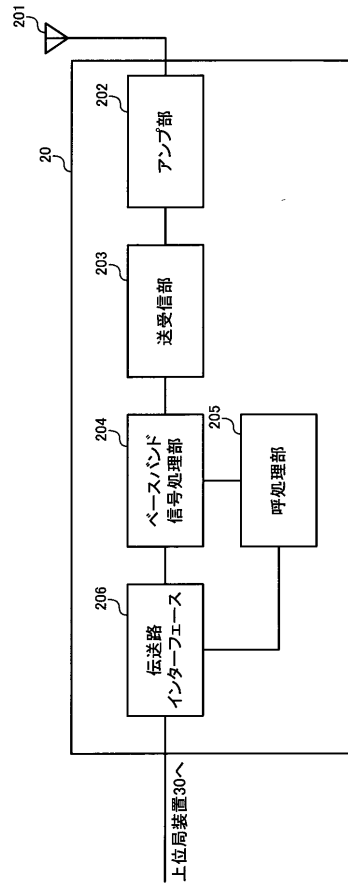 201
20
202
アンプ部
203
送受信部
204
ベースバンド
信号処理部
205
呼処理部
206
伝送路
インターフェース
上位局装置30へ